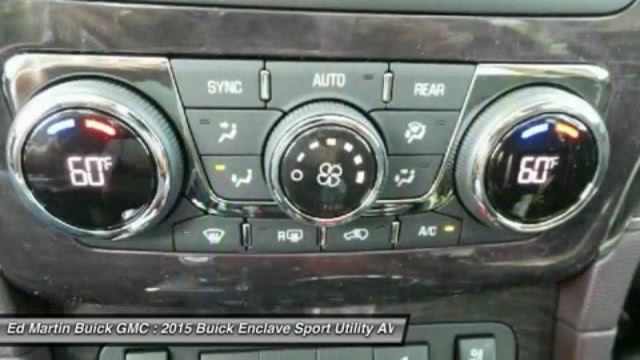 SYNC AUTO REAR
60°F 60°F
R A/C
Ed Martin Buick GMC : 2015 Buick Enclave Sport Utility AV